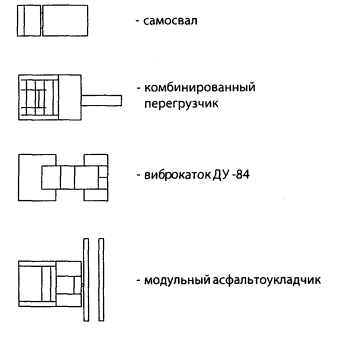 - самосвал
- комбинированный
перегрузчик
- виброкаток ДУ -84
- модульный асфальтоукладчик